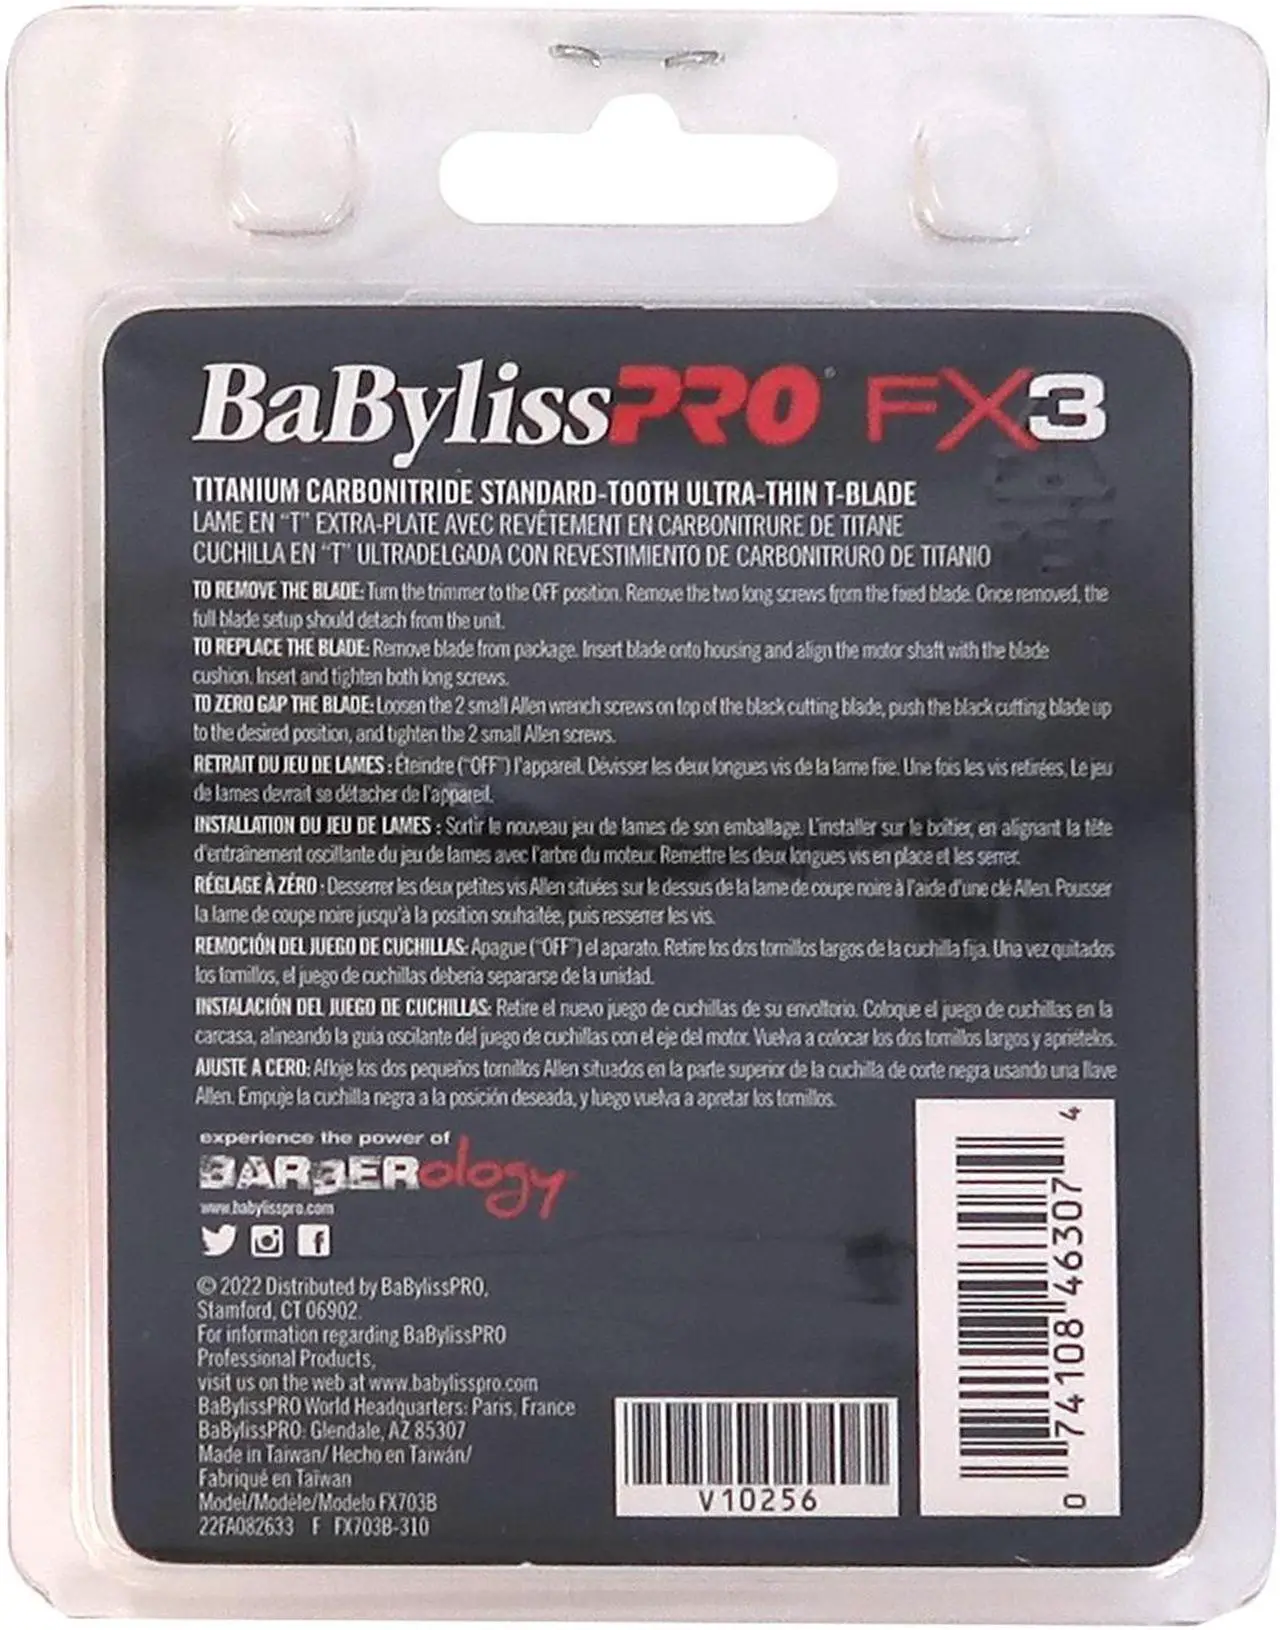 BaBylissPRO® FX3
TITANIUM CARBONITRIDE STANDARD-TOOTH ULTRA-THIN T-BLADE
LAME EN “T” EXTRA-PLATE AVEC REVÊTEMENT EN CARBONITRURE DE TITANE
CUCHILLA EN “T” ULTRADELGADA CON REVESTIMIENTO DE CARBONITRURO DE TITANIO
TO REMOVE THE BLADE: Turn the trimmer to the OFF position. Remove the two long screws from the fixed blade. Once removed, the
full blade setup should detach from the unit.
TO REPLACE THE BLADE: Remove blade from package. Insert blade onto housing and align the motor shaft with the blade
cushion. Insert and tighten both long screws.
TO ZERO GAP THE BLADE: Loosen the 2 small Allen wrench screws on top of the black cutting blade, push the black cutting blade up
to the desired position, and tighten the 2 small Allen screws.
RETRAIT DU JEU DE LAMES : Éteindre (“OFF”) l'appareil. Dévisser les deux longues vis de la lame fixe. Une fois les vis retirées, Le jeu
de lames devrait se détacher de l'appareil.
INSTALLATION DU JEU DE LAMES : Sortir le nouveau jeu de lames de son emballage. L'installer sur le boîtier, en alignant la tête
d'entraînement oscillante du jeu de lames avec l'arbre du moteur. Remettre les deux longues vis en place et les serrer.
RÉGLAGE À ZÉRO : Desserrer les deux petites vis Allen situées sur le dessus de la lame de coupe noire à l'aide d'une clé Allen. Pousser
la lame de coupe noire jusqu'à la position souhaitée, puis resserrer les vis.
REMOCIÓN DEL JUEGO DE CUCHILLAS: Apague (“OFF”) el aparato. Retire los dos tornillos largos de la cuchilla fija. Una vez quitados
los tornillos, el juego de cuchillas debería separarse de la unidad.
INSTALACIÓN DEL JUEGO DE CUCHILLAS: Retire el nuevo juego de cuchillas de su envoltorio. Coloque el juego de cuchillas en la
carcasa, alineando la guía oscilante del juego de cuchillas con el eje del motor. Vuelva a colocar los dos tornillos largos y apriételos.
AJUSTE A CERO: Afloje los dos pequeños tornillos Allen situados en la parte superior de la cuchilla de corte negra usando una llave
Allen. Empuje la cuchilla negra a la posición deseada, y luego vuelva a apretar los tornillos.
experience the power of
BARBERology
www.babylisspro.com
© 2022 Distributed by BaBylissPRO,
Stamford, CT 06902.
For information regarding BaBylissPRO
Professional Products,
visit us on the web at www.babylisspro.com
BaBylissPRO World Headquarters: Paris, France
BaBylissPRO: Glendale, AZ 85307
Made in Taiwan/ Hecho en Taiwán/
Fabriqué en Taïwan
Model/Modèle/Modelo FX703B
22FA082633 F FX703B-310
V10256
0 74108 46307 4